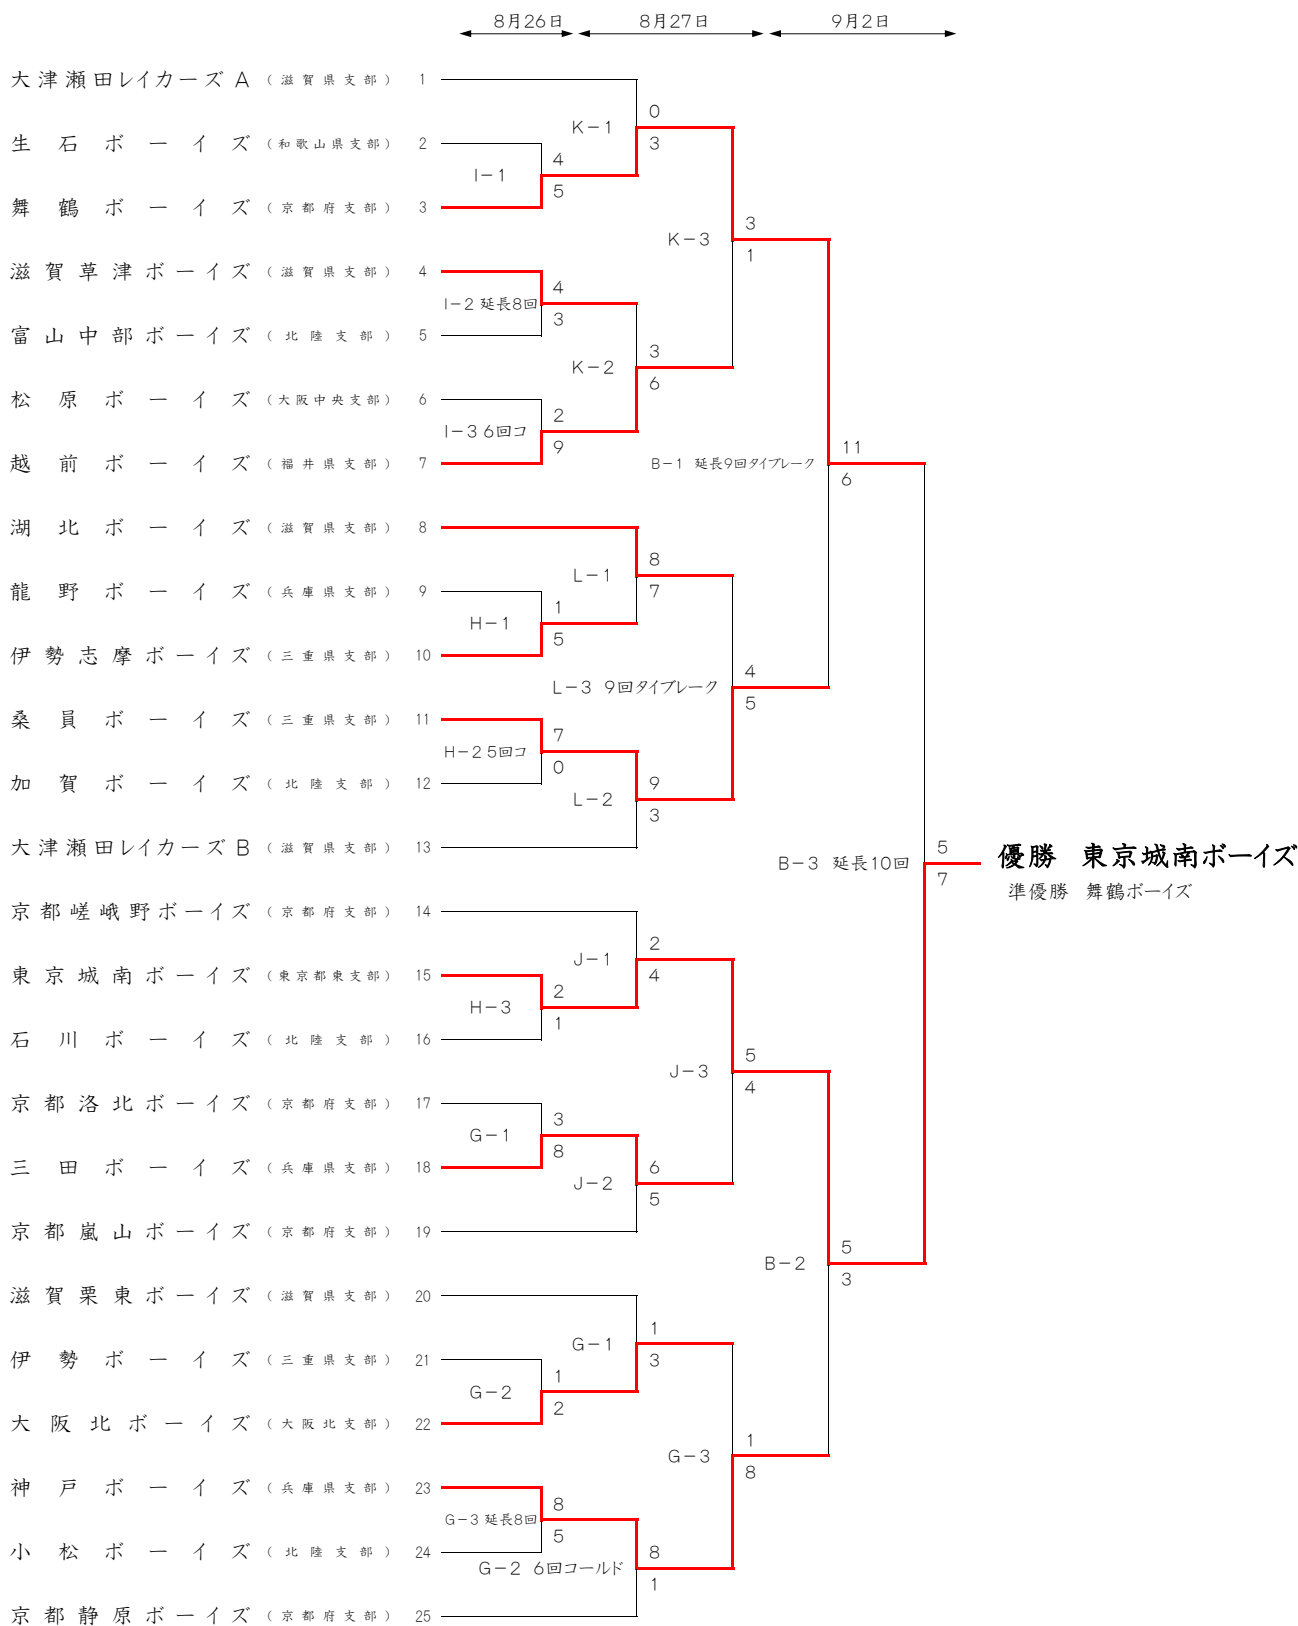 8月26日 8月27日 9月2日
大津瀬田レイカーズA (滋賀県支部) 1
0
K-1
3
生石ボーイズ (和歌山県支部) 2
4
I-1
5
舞鶴ボーイズ (京都府支部) 3
3
K-3
1
滋賀草津ボーイズ (滋賀県支部) 4
4
I-2 延長8回
3
富山中部ボーイズ (北陸支部) 5
3
K-2
6
松原ボーイズ (大阪中央支部) 6
2
I-3 6回コ
9
越前ボーイズ (福井県支部) 7
11
B-1 延長9回タイブレーク
6
湖北ボーイズ (滋賀県支部) 8
8
L-1
7
龍野ボーイズ (兵庫県支部) 9
1
H-1
5
伊勢志摩ボーイズ (三重県支部) 10
4
L-3 9回タイブレーク
5
桑員ボーイズ (三重県支部) 11
7
H-2 5回コ
0
加賀ボーイズ (北陸支部) 12
9
L-2
3
大津瀬田レイカーズB (滋賀県支部) 13
5
B-3 延長10回
7
優勝 東京城南ボーイズ
準優勝 舞鶴ボーイズ
京都嵯峨野ボーイズ (京都府支部) 14
2
J-1
4
東京城南ボーイズ (東京都東支部) 15
2
H-3
1
石川ボーイズ (北陸支部) 16
5
J-3
4
京都洛北ボーイズ (京都府支部) 17
3
G-1
8
三田ボーイズ (兵庫県支部) 18
6
J-2
5
京都嵐山ボーイズ (京都府支部) 19
5
B-2
3
滋賀栗東ボーイズ (滋賀県支部) 20
1
G-1
3
伊勢ボーイズ (三重県支部) 21
1
G-2
2
大阪北ボーイズ (大阪北支部) 22
1
G-3
8
神戸ボーイズ (兵庫県支部) 23
8
G-3 延長8回
5
小松ボーイズ (北陸支部) 24
8
G-2 6回コールド
1
京都静原ボーイズ (京都府支部) 25